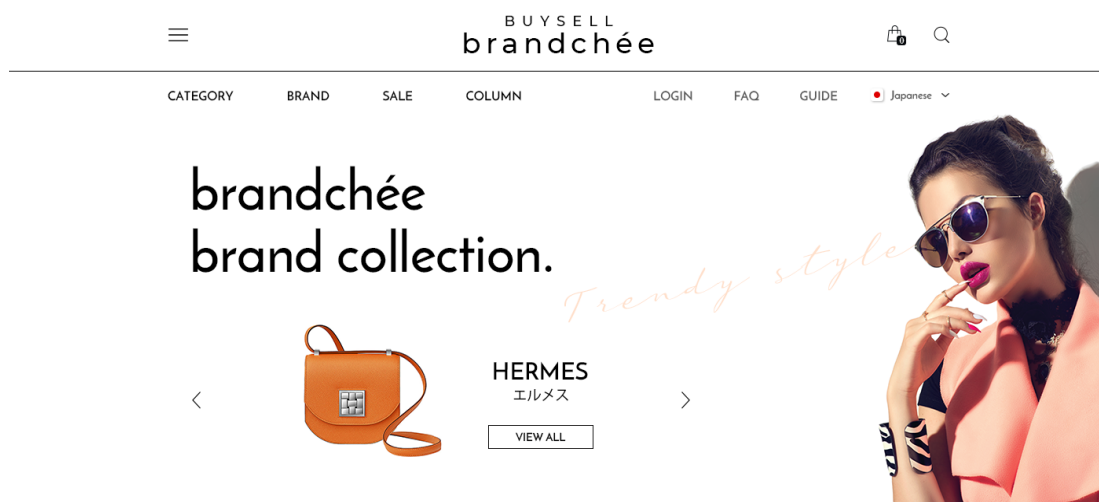 BUYSELL
brandchée
0
CATEGORY BRAND SALE COLUMN LOGIN FAQ GUIDE Japanese
brandchée
brand collection.
Trendy style
HERMES
エルメス
VIEW ALL